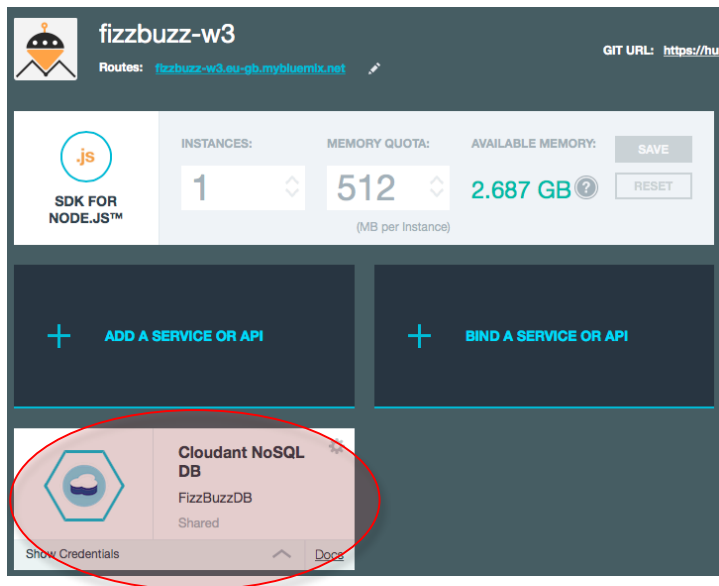 fizzbuzz-w3
GIT URL: https://hu
Routes: fizzbuzz-w3.eu-gb.mybluemix.net
INSTANCES: MEMORY QUOTA: AVAILABLE MEMORY:
.js
SAVE
1 512 2.687 GB ? RESET
SDK FOR
NODE.JS™
(MB per Instance)
ADD A SERVICE OR API
BIND A SERVICE OR API
Cloudant NoSQL
DB
FizzBuzzDB
Shared
Show Credentials Docs